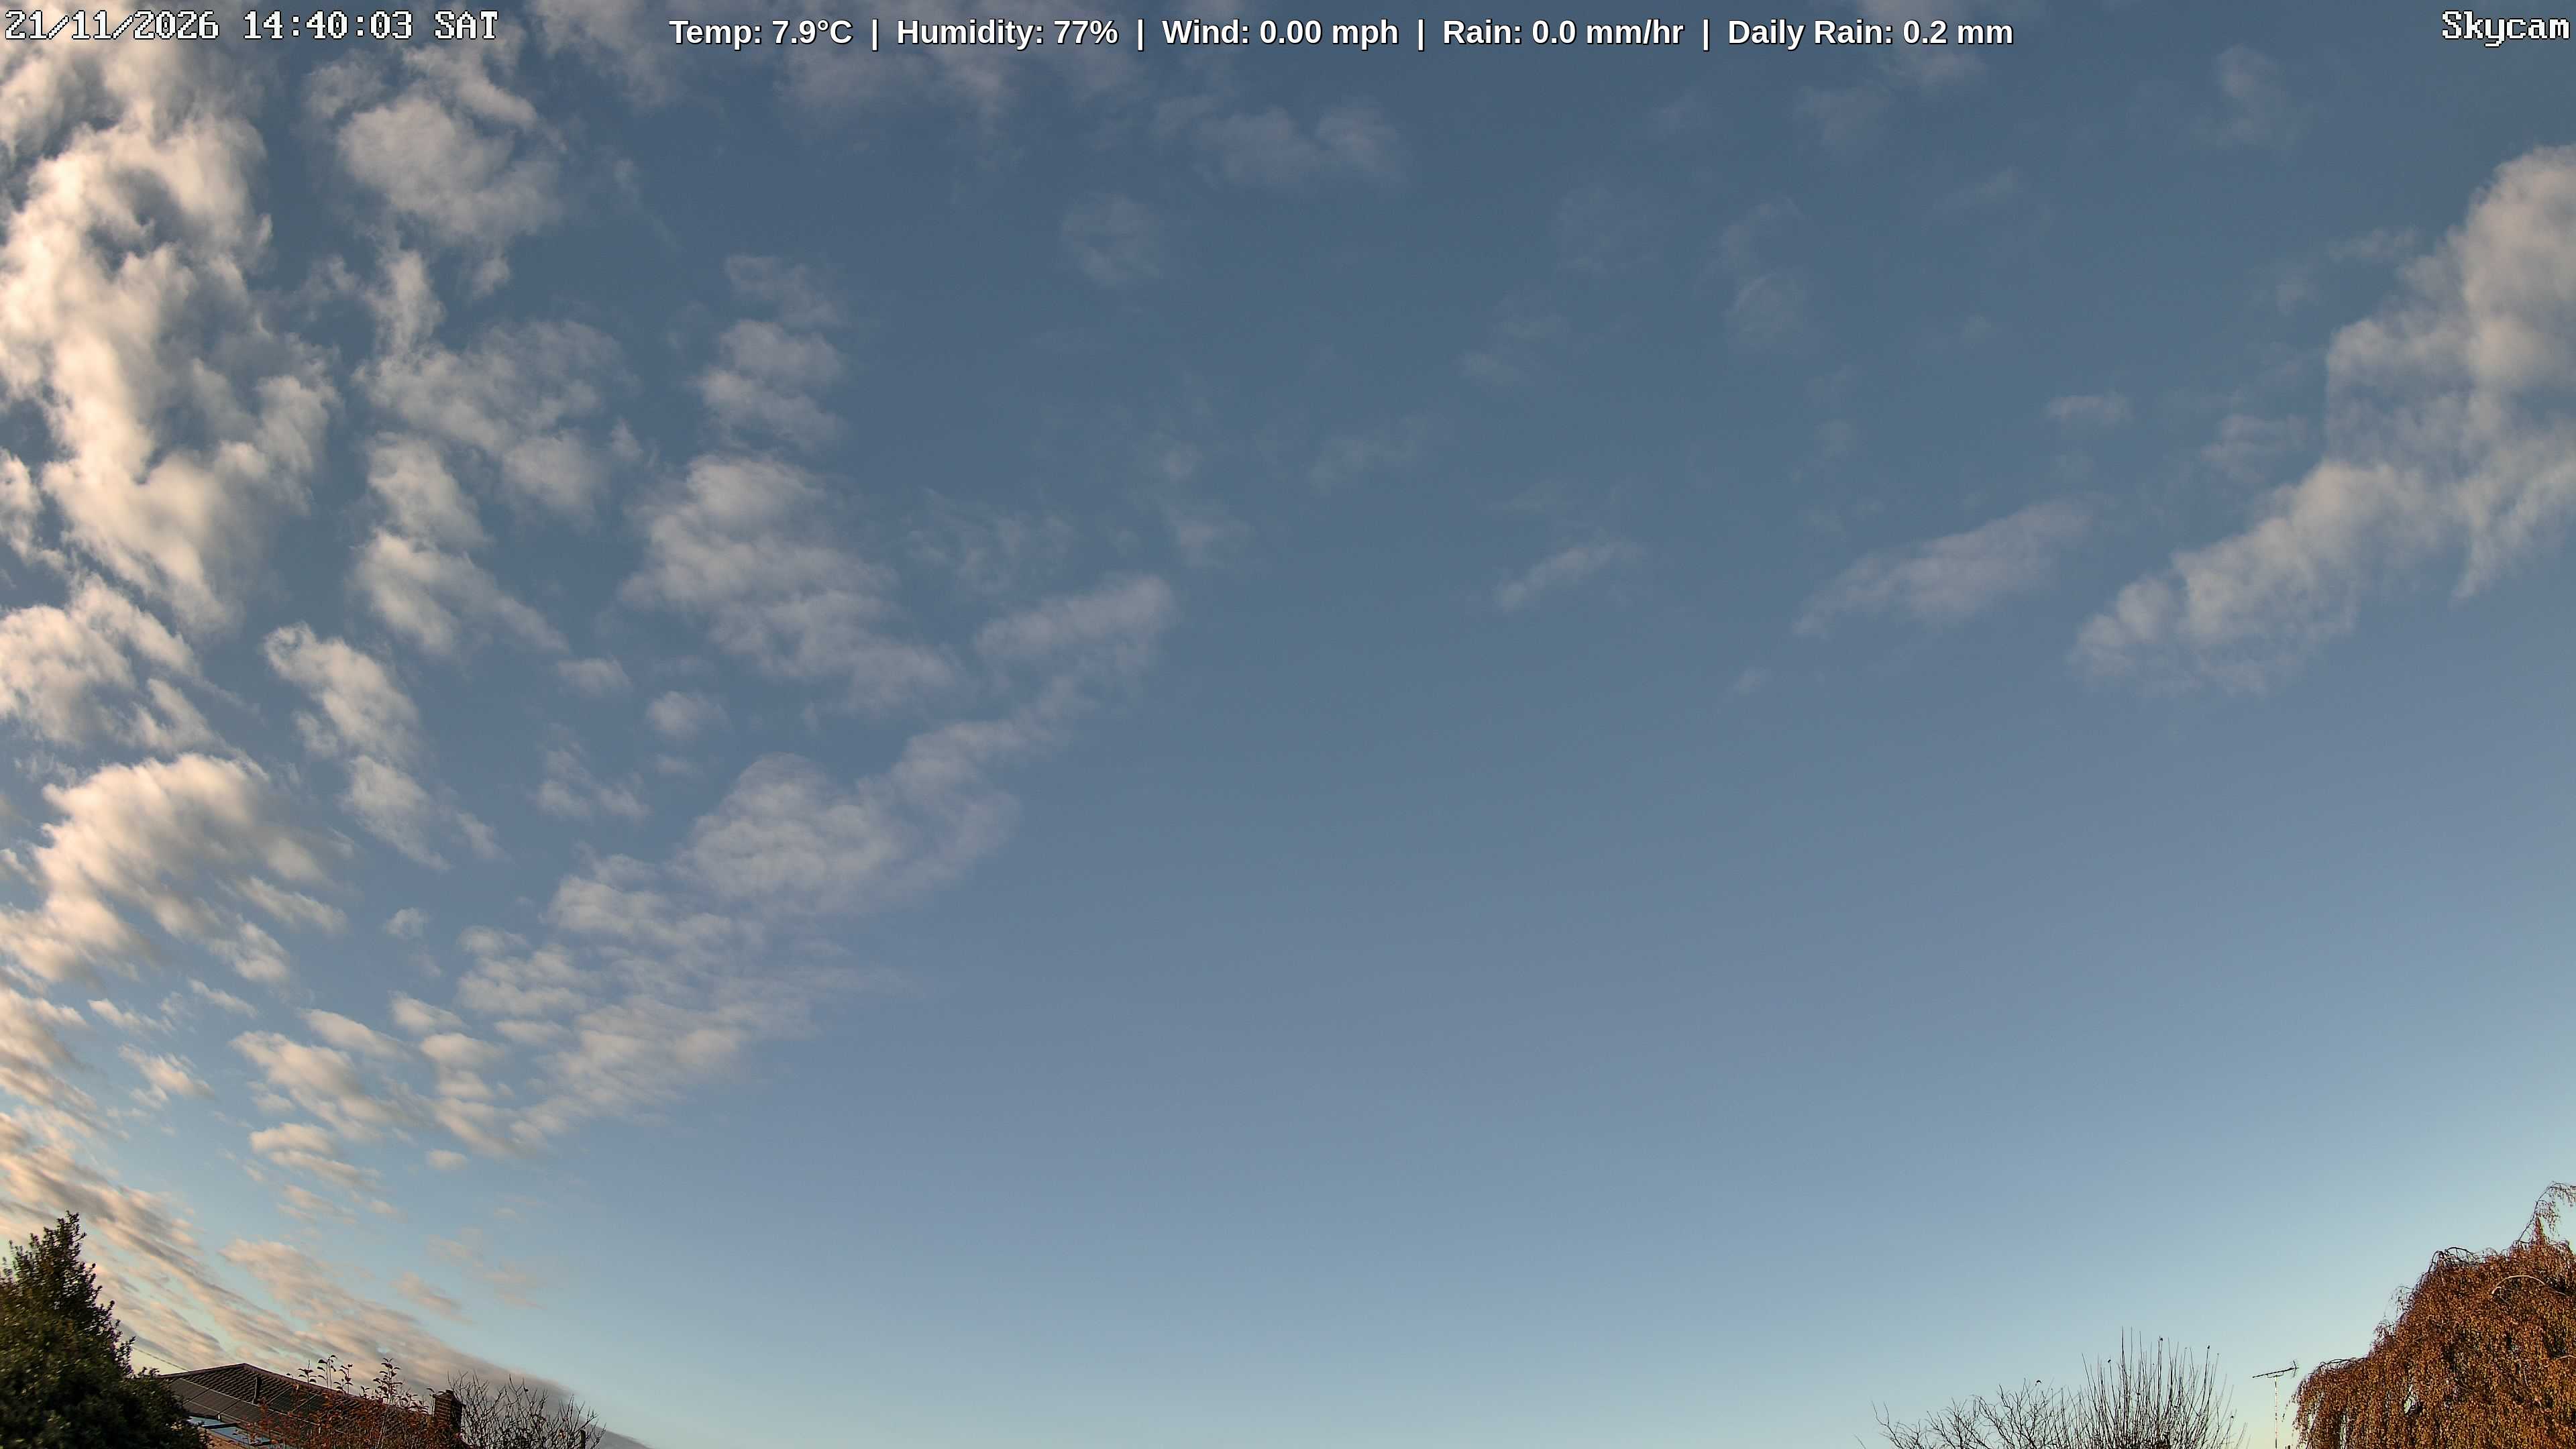 21/11/2026 14:40:03 SAT
Temp: 7.9°C | Humidity: 77% | Wind: 0.00 mph | Rain: 0.0 mm/hr | Daily Rain: 0.2 mm
Skycam